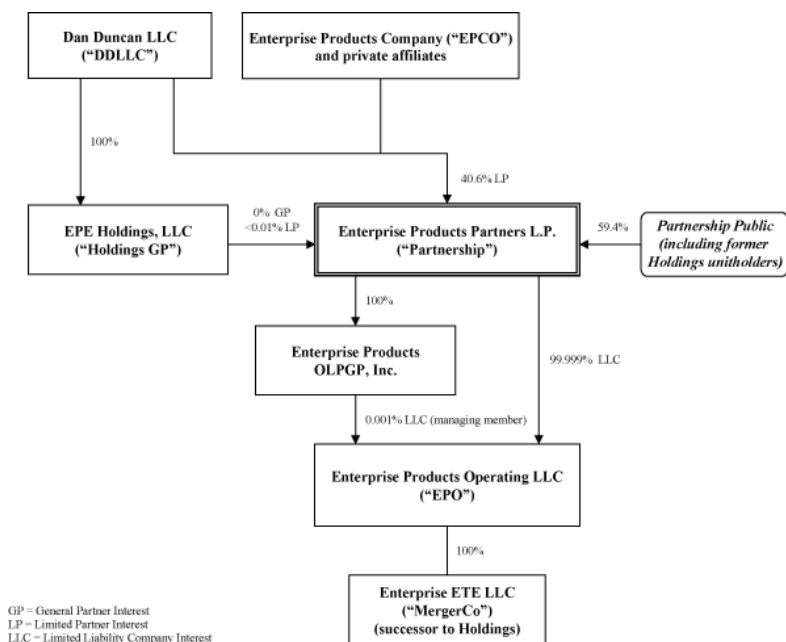 Dan Duncan LLC
(“DDLLC”)
Enterprise Products Company (“EPCO”)
and private affiliates
100%
40.6% LP
EPE Holdings, LLC
(“Holdings GP”)
0% GP
<0.01% LP
Enterprise Products Partners L.P.
(“Partnership”)
59.4%
Partnership Public
(including former
Holdings unitholders)
100%
Enterprise Products
OLPGP, Inc.
99.999% LLC
0.001% LLC (managing member)
Enterprise Products Operating LLC
(“EPO”)
100%
Enterprise ETE LLC
(“MergerCo”)
(successor to Holdings)
GP = General Partner Interest
LP = Limited Partner Interest
LLC = Limited Liability Company Interest